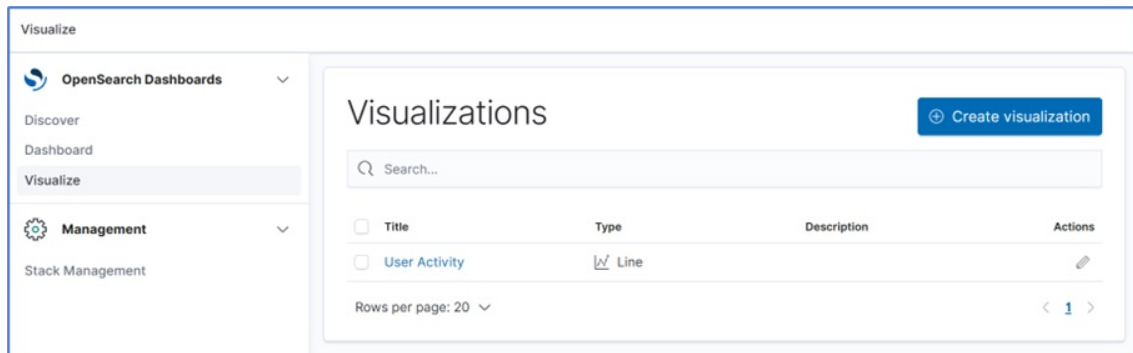 Visualize
OpenSearch Dashboards
Discover
Dashboard
Visualize
Management
Stack Management
Visualizations
Create visualization
Search...
Title Type Description Actions
User Activity Line
Rows per page: 20 1